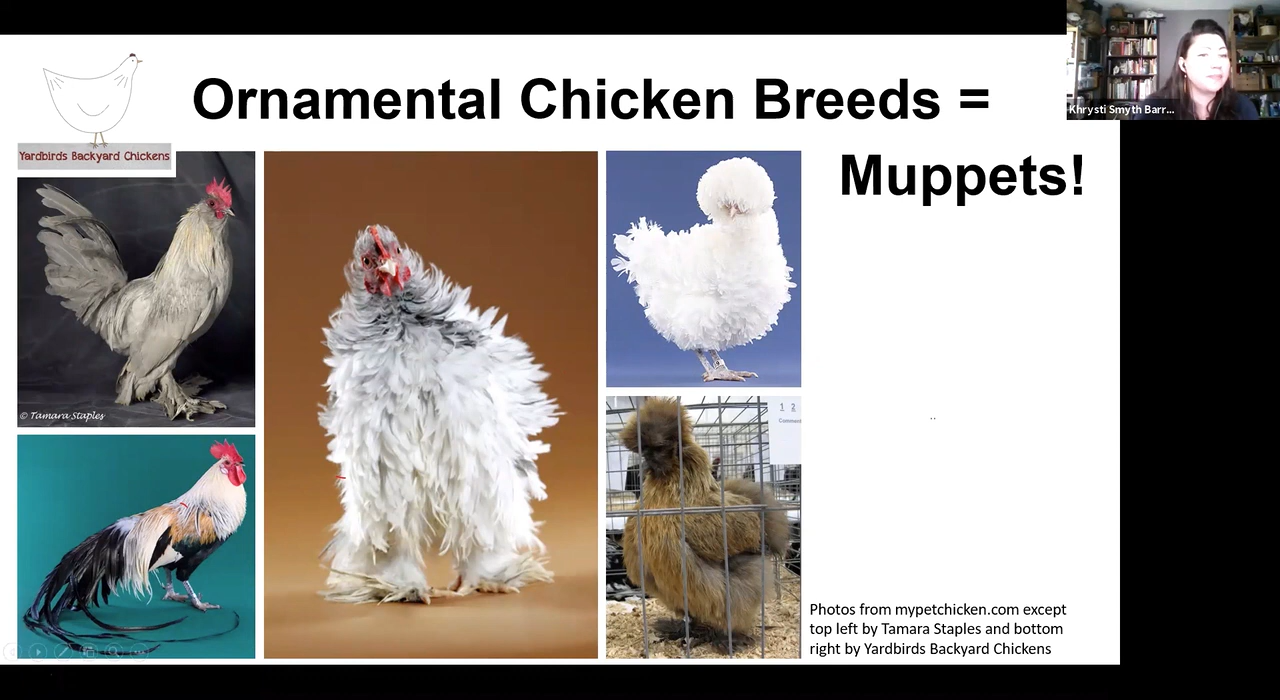 Ornamental Chicken Breeds =
Muppets!
Khrysti Smyth Barr...
Yardbirds Backyard Chickens
© Tamara Staples
1 2
Comment
Photos from mypetchicken.com except
top left by Tamara Staples and bottom
right by Yardbirds Backyard Chickens